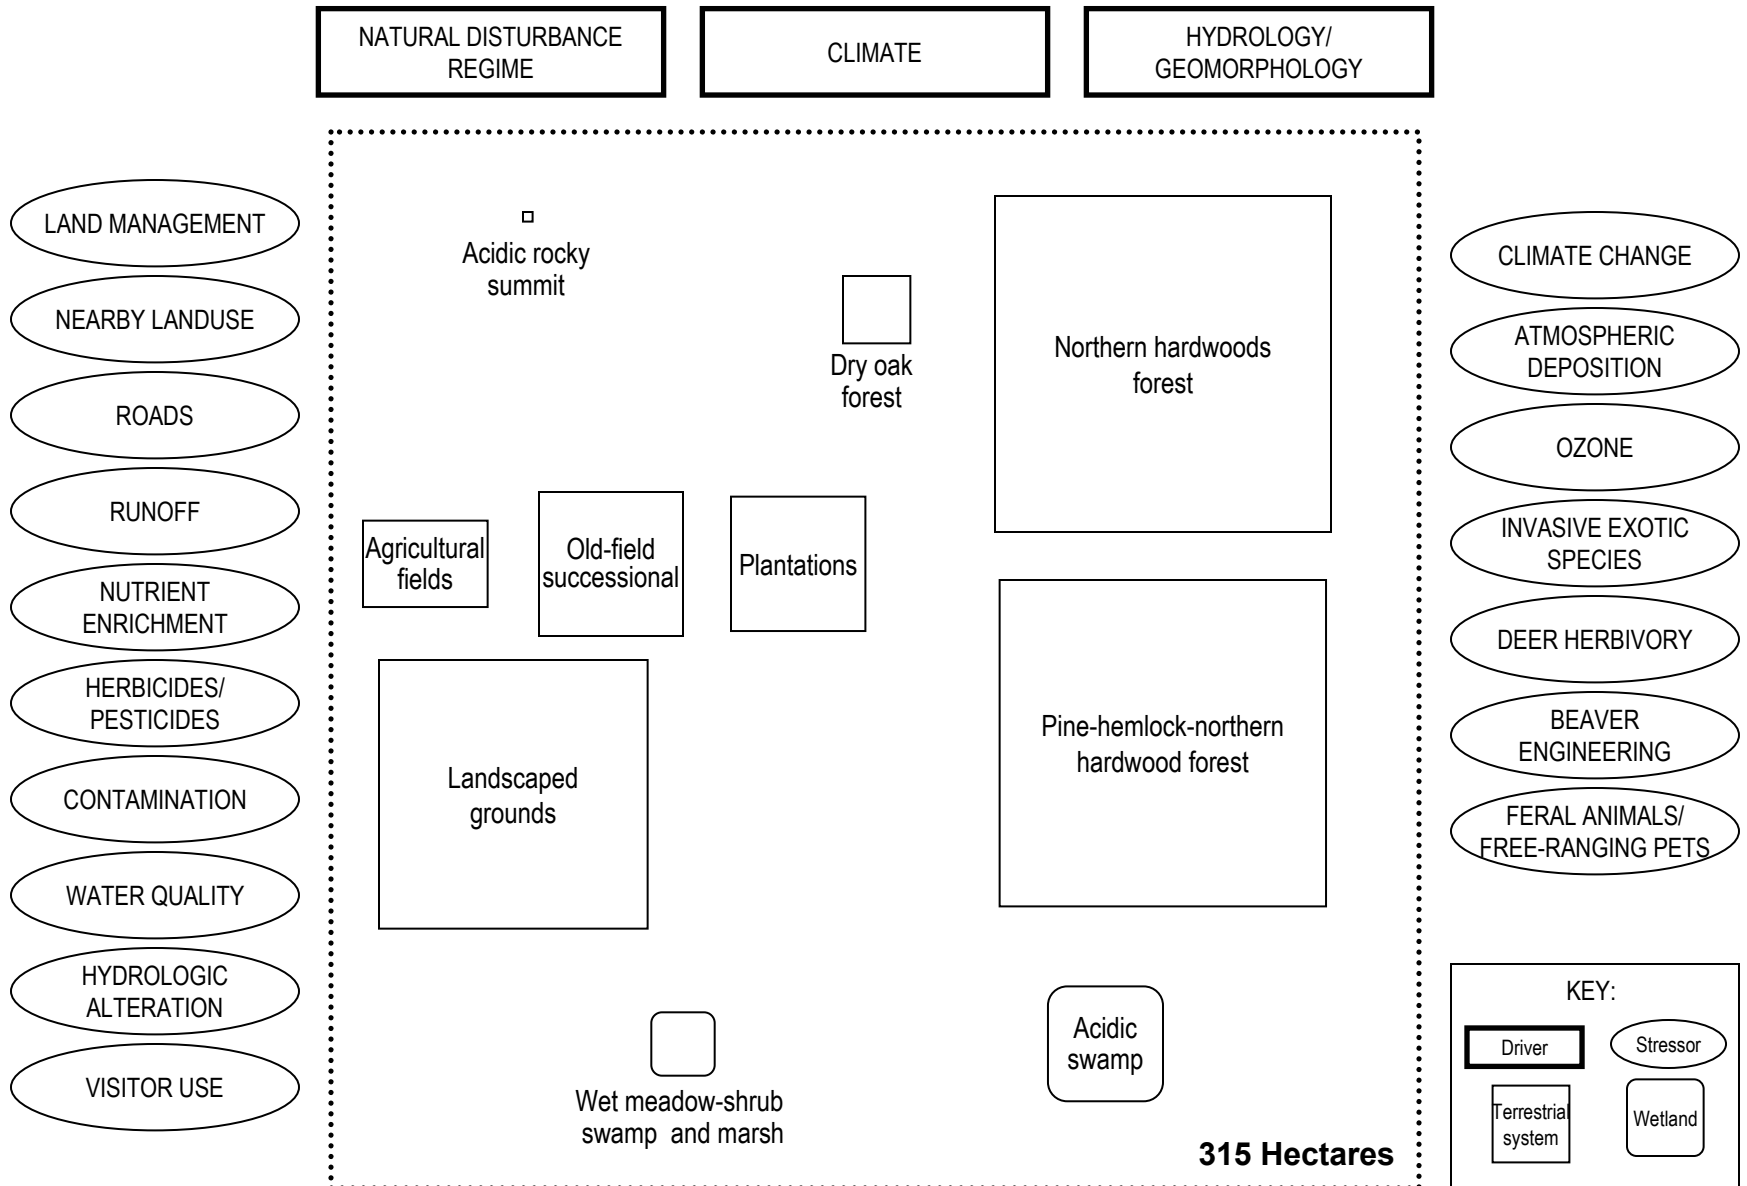 NATURAL DISTURBANCE
REGIME
CLIMATE
HYDROLOGY/
GEOMORPHOLOGY
LAND MANAGEMENT
NEARBY LANDUSE
ROADS
RUNOFF
NUTRIENT
ENRICHMENT
HERBICIDES/
PESTICIDES
CONTAMINATION
WATER QUALITY
HYDROLOGIC
ALTERATION
VISITOR USE
Acidic rocky
summit
Dry oak
forest
Northern hardwoods
forest
Agricultural
fields
Old-field
successional
Plantations
Landscaped
grounds
Pine-hemlock-northern
hardwood forest
Wet meadow-shrub
swamp and marsh
Acidic
swamp
315 Hectares
CLIMATE CHANGE
ATMOSPHERIC
DEPOSITION
OZONE
INVASIVE EXOTIC
SPECIES
DEER HERBIVORY
BEAVER
ENGINEERING
FERAL ANIMALS/
FREE-RANGING PETS
KEY:
Driver
Stressor
Terrestrial
system
Wetland